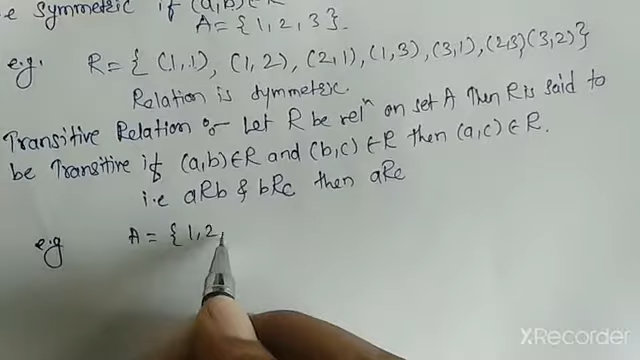 e Symmetric if (a,b)∈R
A = {1, 2, 3}.
e.g. R = { (1,1), (1,2), (2,1), (1,3), (3,1), (2,3) (3,2)}
Relation is symmetric.
Transitive Relation :- Let R be relⁿ on set A Then R is said to
be Transitive if (a,b)∈R and (b,c)∈R then (a,c)∈R.
i.e aRb & bRc then aRc
e.g A = {1, 2,
XRecorder